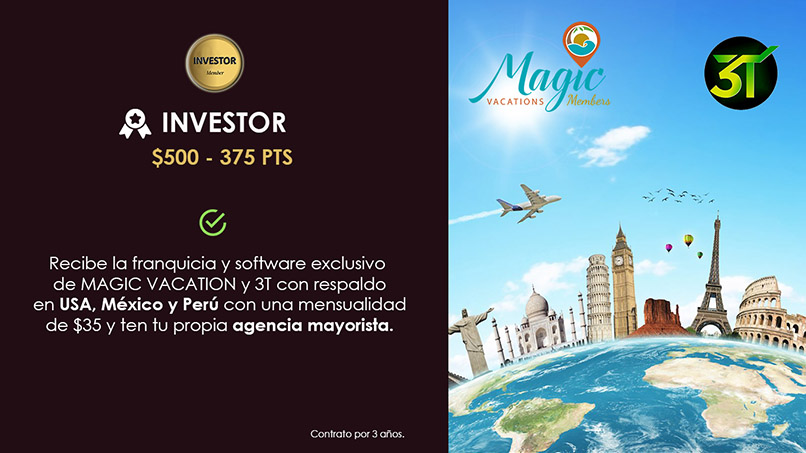 INVESTOR
Member
INVESTOR
$500 - 375 PTS
Recibe la franquicia y software exclusivo
de MAGIC VACATION y 3T con respaldo
en USA, México y Perú con una mensualidad
de $35 y ten tu propia agencia mayorista.
Contrato por 3 años.
Magic
VACATIONS Members
3T